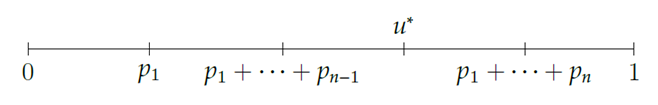 u*
0 p₁ p₁ + ⋯ + pₙ₋₁ p₁ + ⋯ + pₙ 1